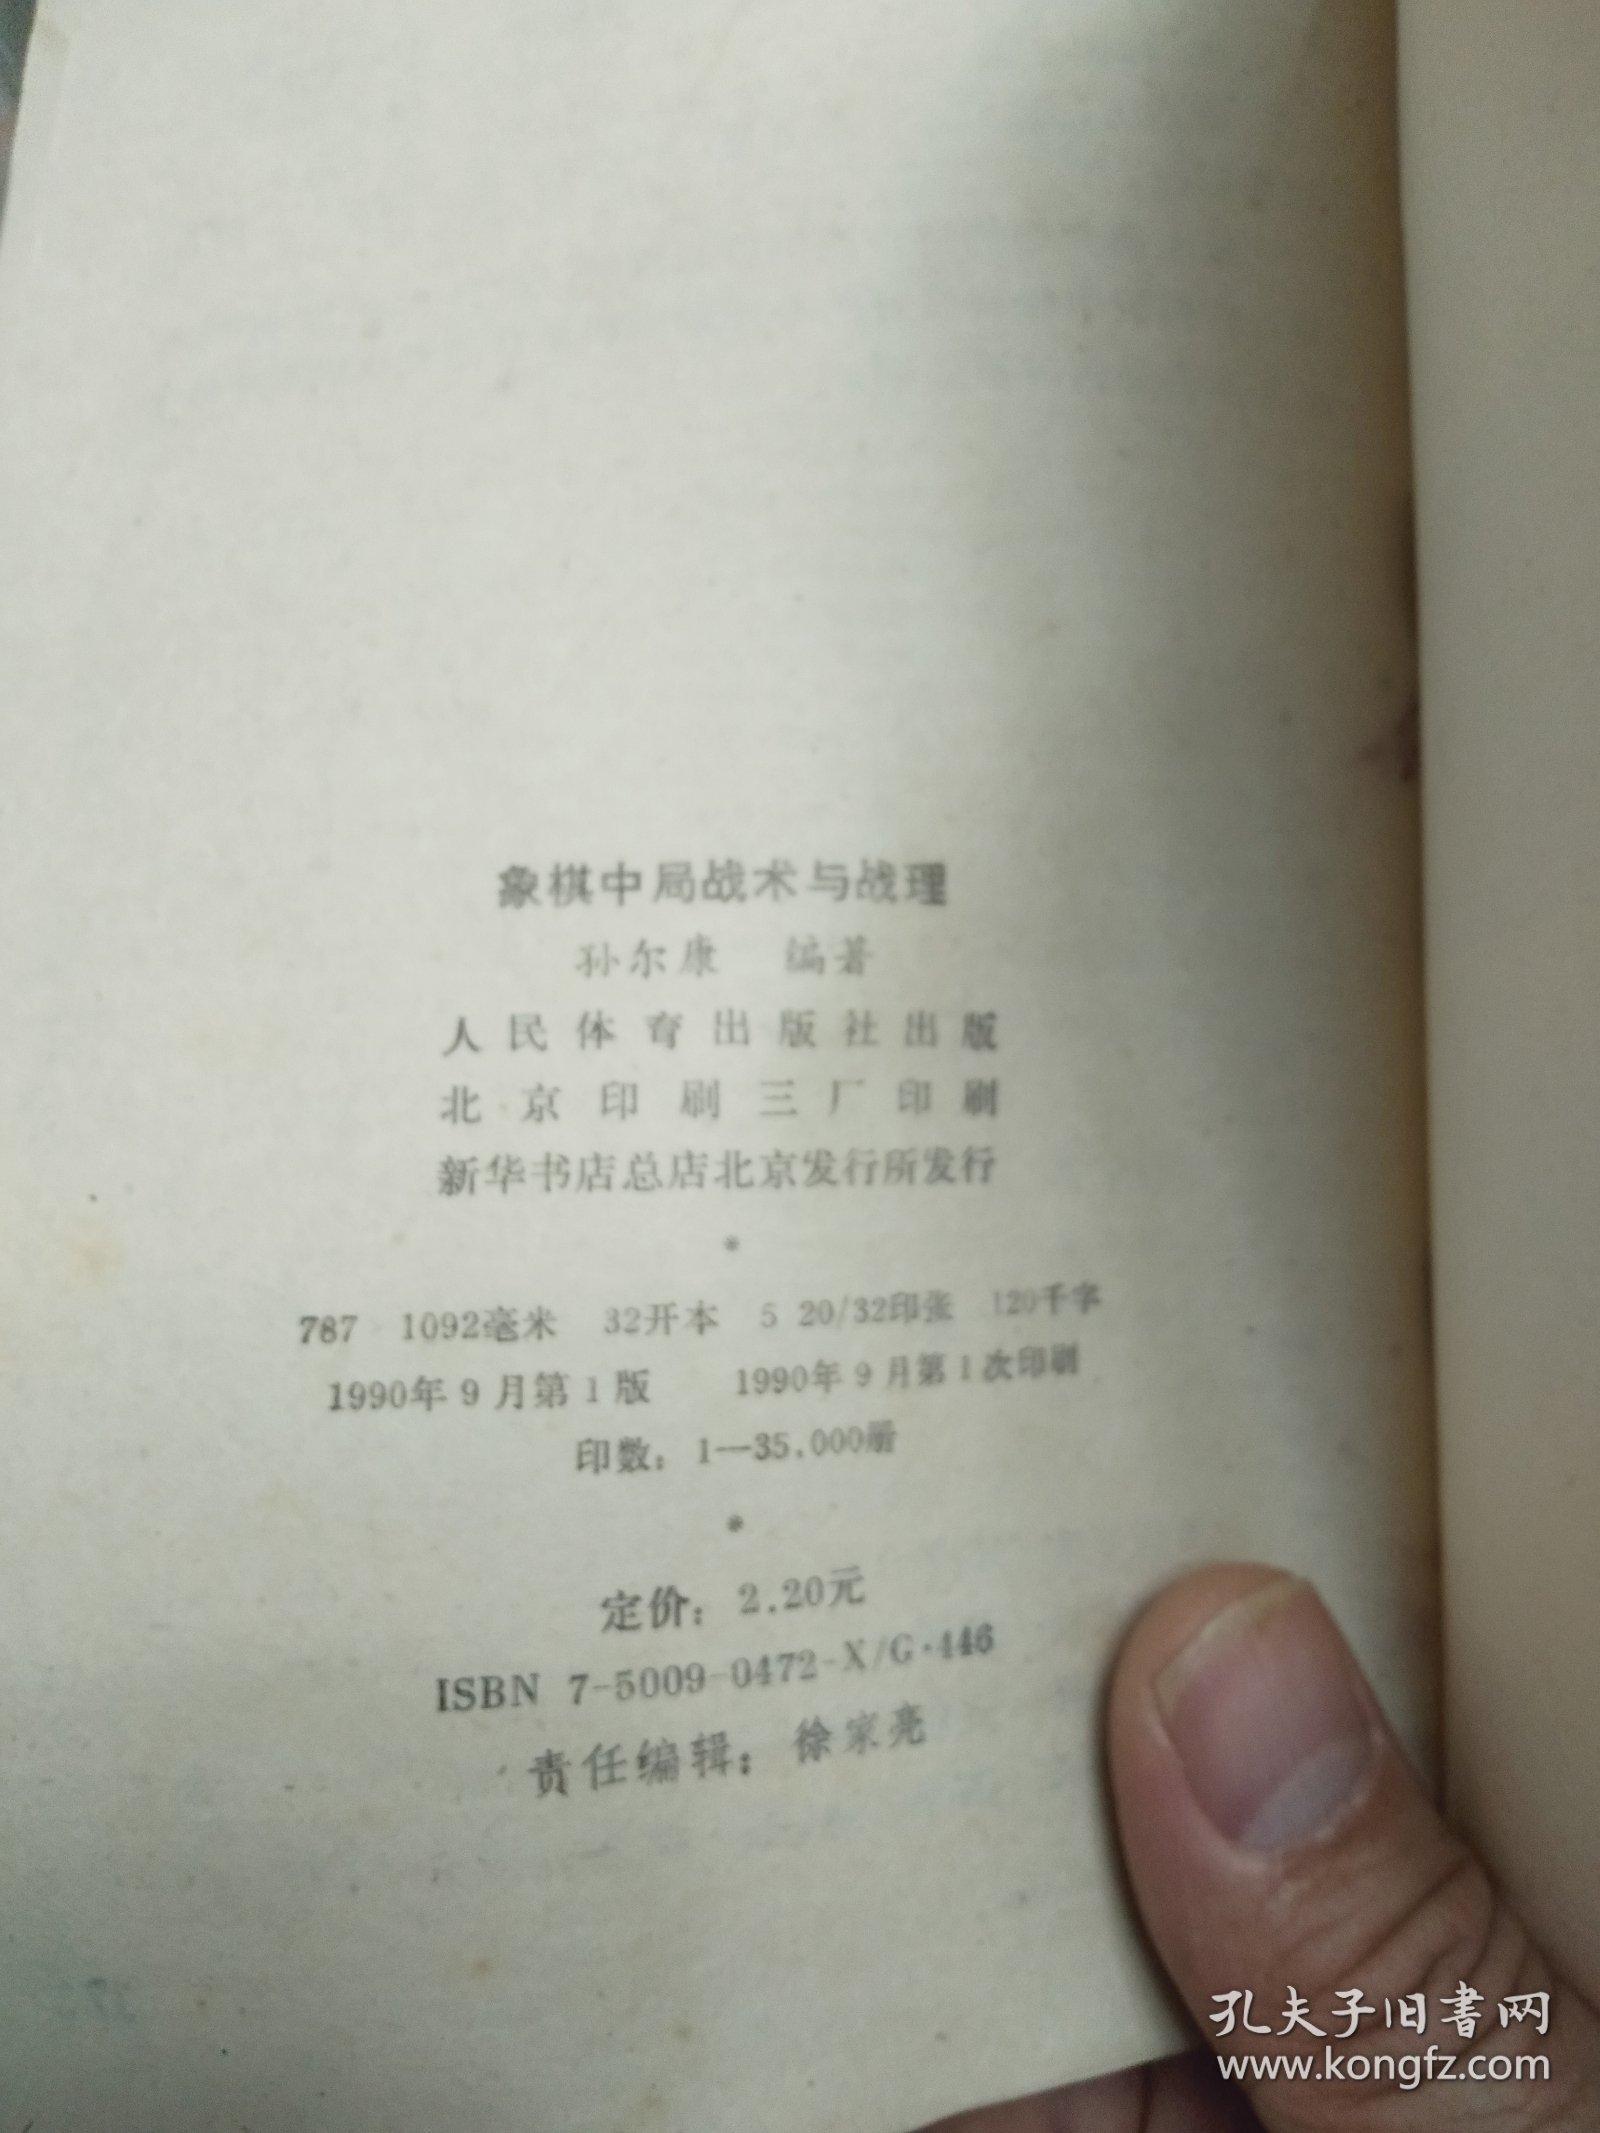 象棋中局战术与战理
孙尔康 编著
人民体育出版社出版
北京印刷三厂印刷
新华书店总店北京发行所发行
*
787 1092毫米 32开本 5 20/32印张 120千字
1990年9月第1版 1990年9月第1次印刷
印数：1—35.000册
*
定价：2.20元
ISBN 7-5009-0472-X/G·446
责任编辑：徐家亮
孔夫子旧书网
www.kongfz.com